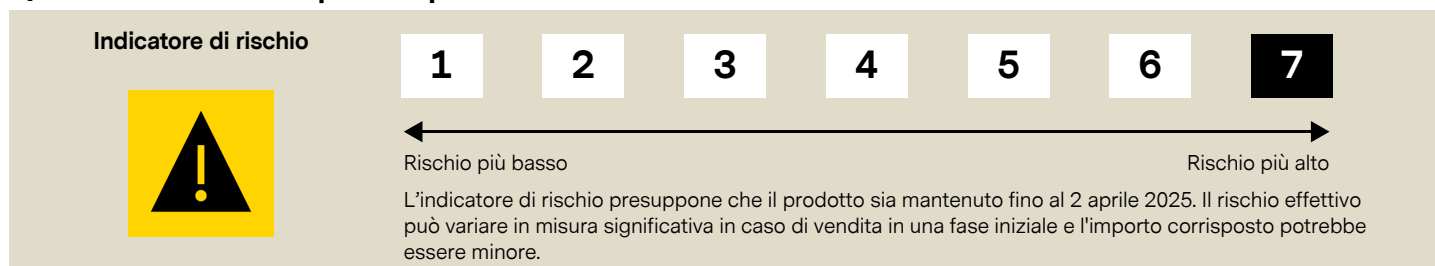 Indicatore di rischio
1 2 3 4 5 6 7
Rischio più basso Rischio più alto
L'indicatore di rischio presuppone che il prodotto sia mantenuto fino al 2 aprile 2025. Il rischio effettivo
può variare in misura significativa in caso di vendita in una fase iniziale e l'importo corrisposto potrebbe
essere minore.